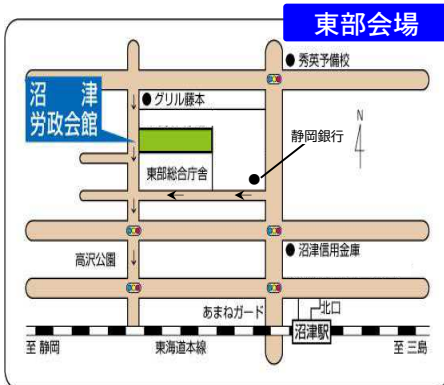 東部会場
秀英予備校
沼津
労政会館
グリル藤本
N
静岡銀行
東部総合庁舎
高沢公園
沼津信用金庫
あまねガード
北口
沼津駅
至 静岡
東海道本線
至 三島